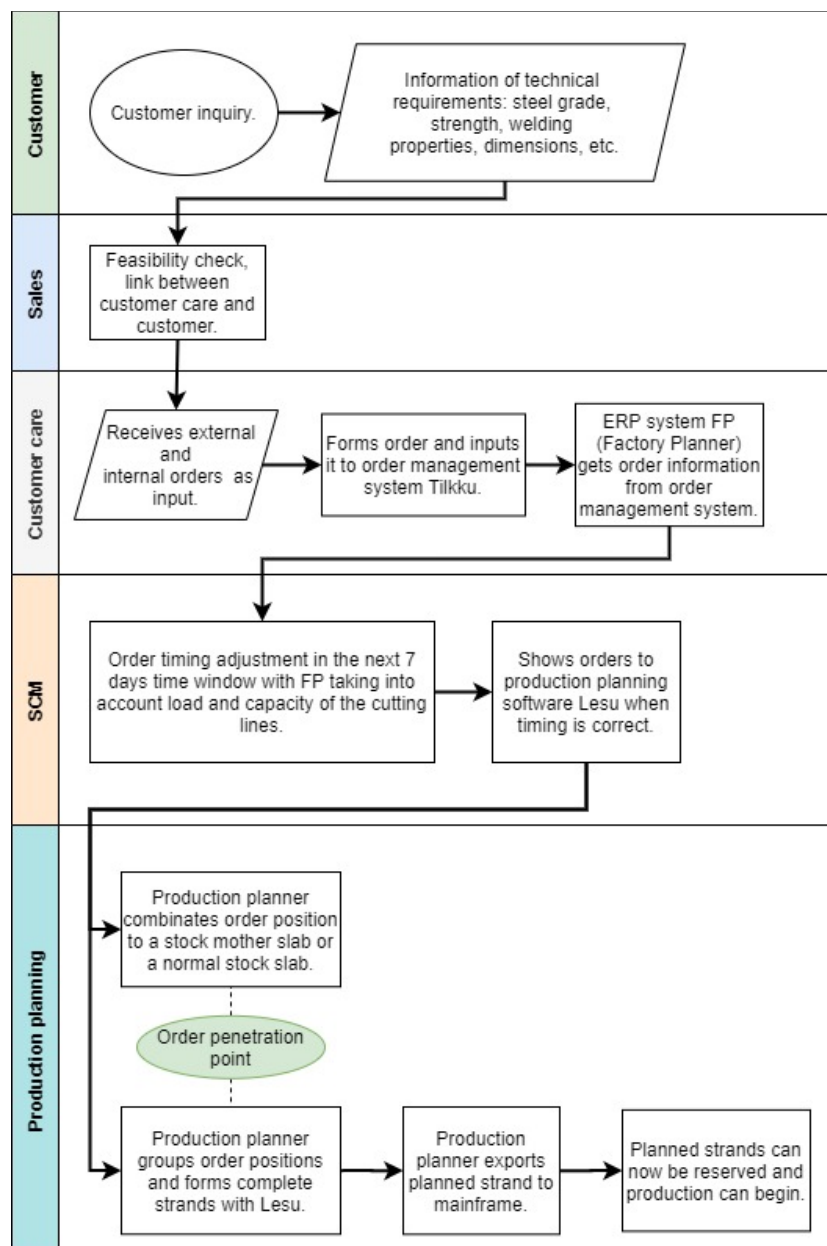 Customer
Customer inquiry.
Information of technical
requirements: steel grade,
strength, welding
properties, dimensions, etc.
Sales
Feasibility check,
link between
customer care and
customer.
Customer care
Receives external
and
internal orders as
input.
Forms order and inputs
it to order management
system Tilkku.
ERP system FP
(Factory Planner)
gets order information
from order
management system.
SCM
Order timing adjustment in the next 7
days time window with FP taking into
account load and capacity of the cutting
lines.
Shows orders to
production planning
software Lesu when
timing is correct.
Production planning
Production planner
combinates order position
to a stock mother slab or
a normal stock slab.
Order penetration
point
Production planner
groups order positions
and forms complete
strands with Lesu.
Production
planner exports
planned strand to
mainframe.
Planned strands can
now be reserved and
production can begin.